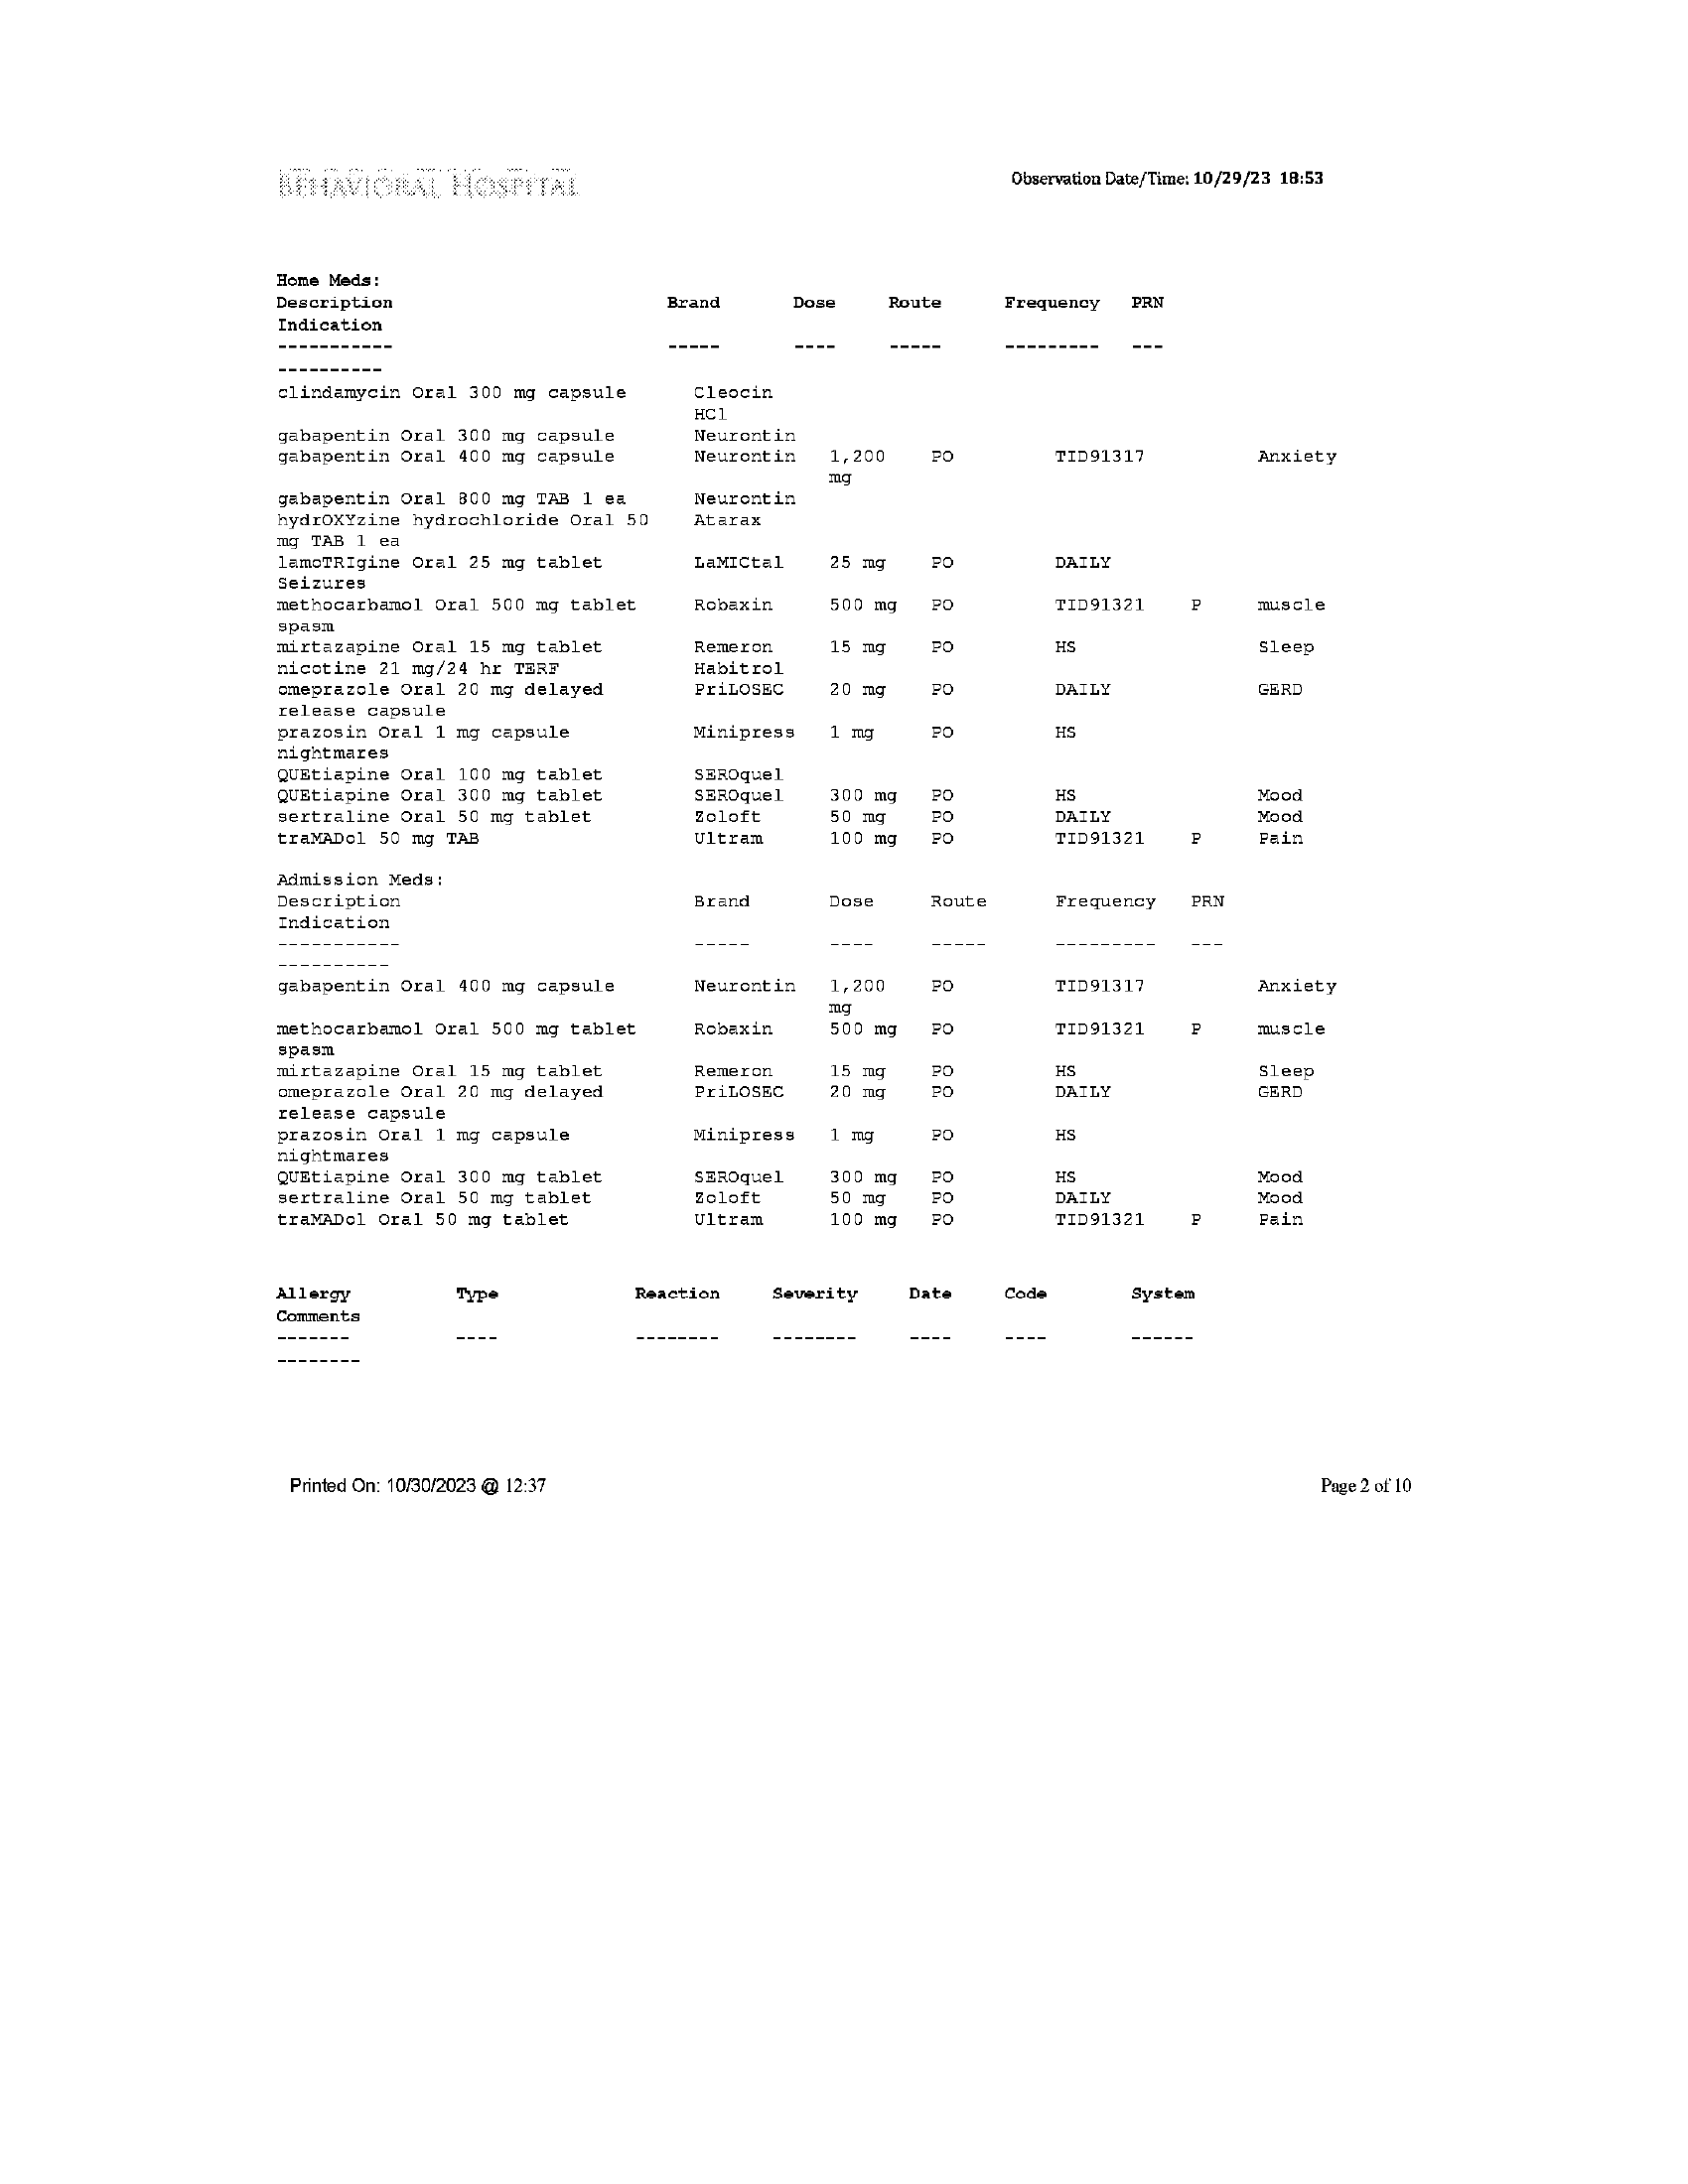 BEHAVIORAL HOSPITAL
Observation Date/Time: 10/29/23 18:53
Home Meds:
Description Brand Dose Route Frequency PRN
Indication
----------- ----- ---- ----- --------- ---
----------
clindamycin Oral 300 mg capsule Cleocin
HCl
gabapentin Oral 300 mg capsule Neurontin
gabapentin Oral 400 mg capsule Neurontin 1,200 PO TID91317 Anxiety
mg
gabapentin Oral 800 mg TAB 1 ea Neurontin
hydrOXYzine hydrochloride Oral 50 Atarax
mg TAB 1 ea
lamoTRIgine Oral 25 mg tablet LaMICtal 25 mg PO DAILY
Seizures
methocarbamol Oral 500 mg tablet Robaxin 500 mg PO TID91321 P muscle
spasm
mirtazapine Oral 15 mg tablet Remeron 15 mg PO HS Sleep
nicotine 21 mg/24 hr TERF Habitrol
omeprazole Oral 20 mg delayed PriLOSEC 20 mg PO DAILY GERD
release capsule
prazosin Oral 1 mg capsule Minipress 1 mg PO HS
nightmares
QUEtiapine Oral 100 mg tablet SEROquel
QUEtiapine Oral 300 mg tablet SEROquel 300 mg PO HS Mood
sertraline Oral 50 mg tablet Zoloft 50 mg PO DAILY Mood
traMADol 50 mg TAB Ultram 100 mg PO TID91321 P Pain
Admission Meds:
Description Brand Dose Route Frequency PRN
Indication
----------- ----- ---- ----- --------- ---
----------
gabapentin Oral 400 mg capsule Neurontin 1,200 PO TID91317 Anxiety
mg
methocarbamol Oral 500 mg tablet Robaxin 500 mg PO TID91321 P muscle
spasm
mirtazapine Oral 15 mg tablet Remeron 15 mg PO HS Sleep
omeprazole Oral 20 mg delayed PriLOSEC 20 mg PO DAILY GERD
release capsule
prazosin Oral 1 mg capsule Minipress 1 mg PO HS
nightmares
QUEtiapine Oral 300 mg tablet SEROquel 300 mg PO HS Mood
sertraline Oral 50 mg tablet Zoloft 50 mg PO DAILY Mood
traMADol Oral 50 mg tablet Ultram 100 mg PO TID91321 P Pain
Allergy Type Reaction Severity Date Code System
Comments
------- ---- -------- -------- ---- ---- ------
--------
Printed On: 10/30/2023 @ 12:37
Page 2 of 10